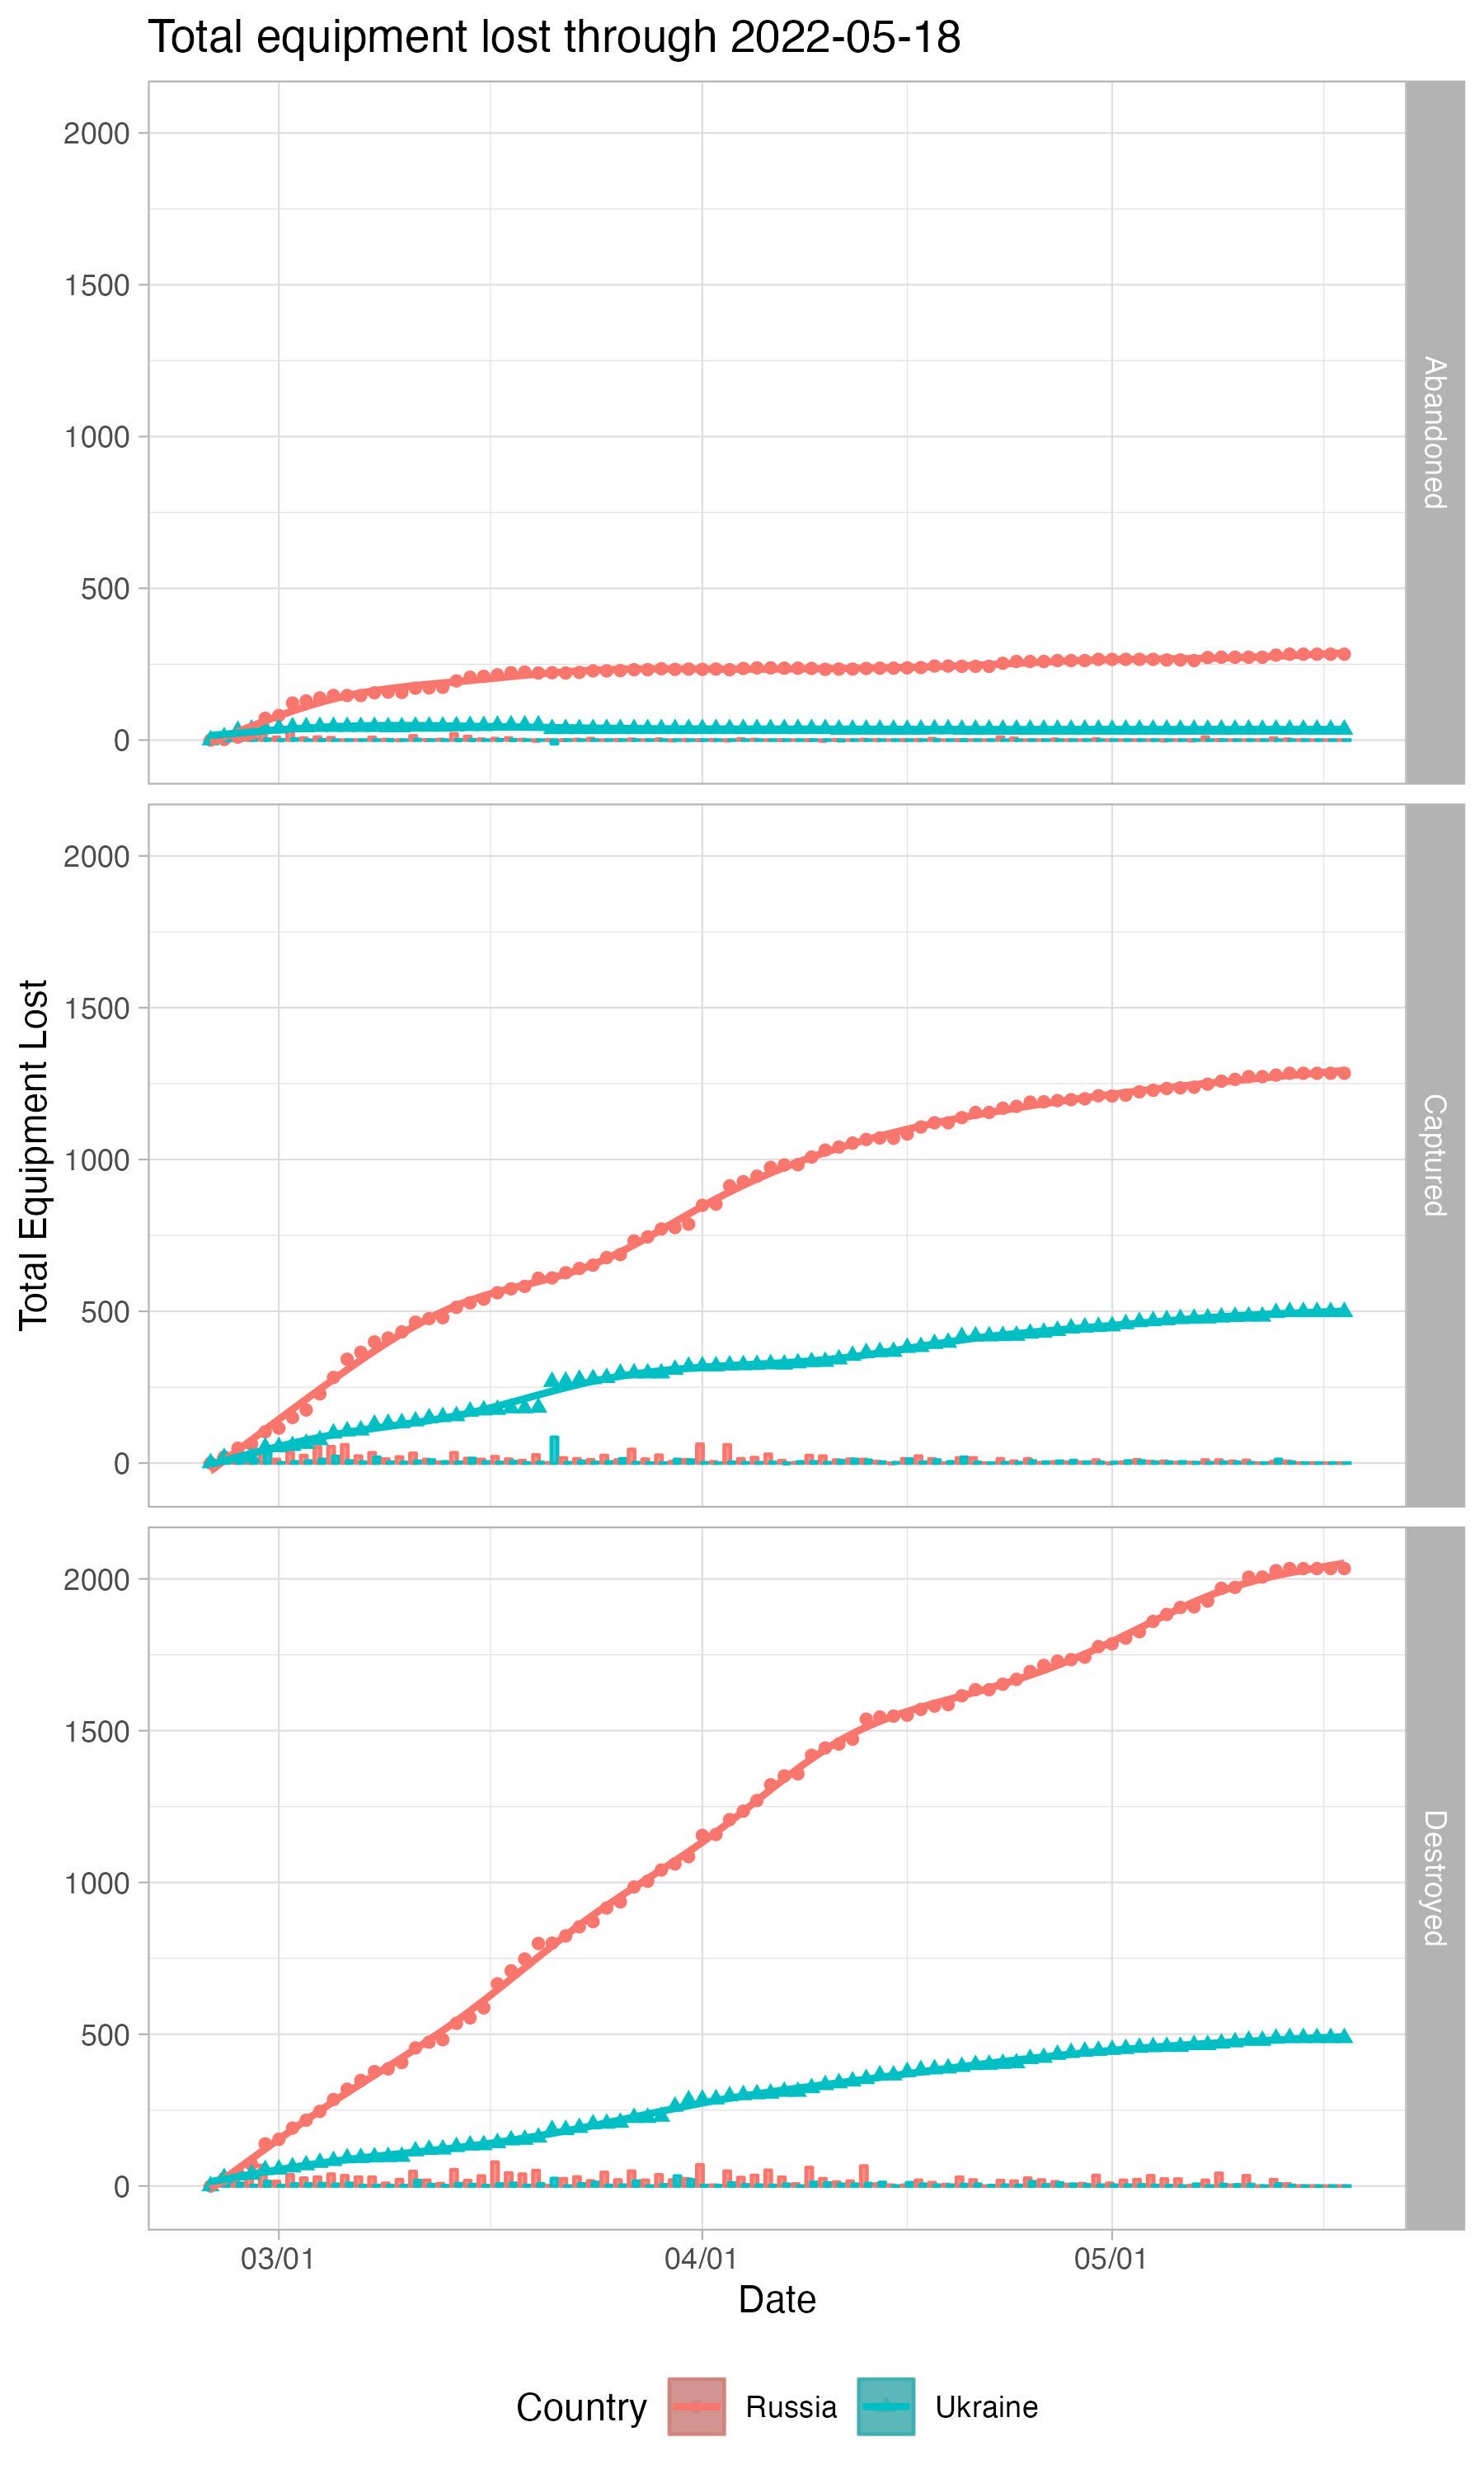 Total equipment lost through 2022-05-18
2000
1500
1000
500
0
Abandoned
2000
1500
1000
500
0
Captured
Total Equipment Lost
2000
1500
1000
500
0
Destroyed
03/01 04/01 05/01
Date
Country Russia Ukraine